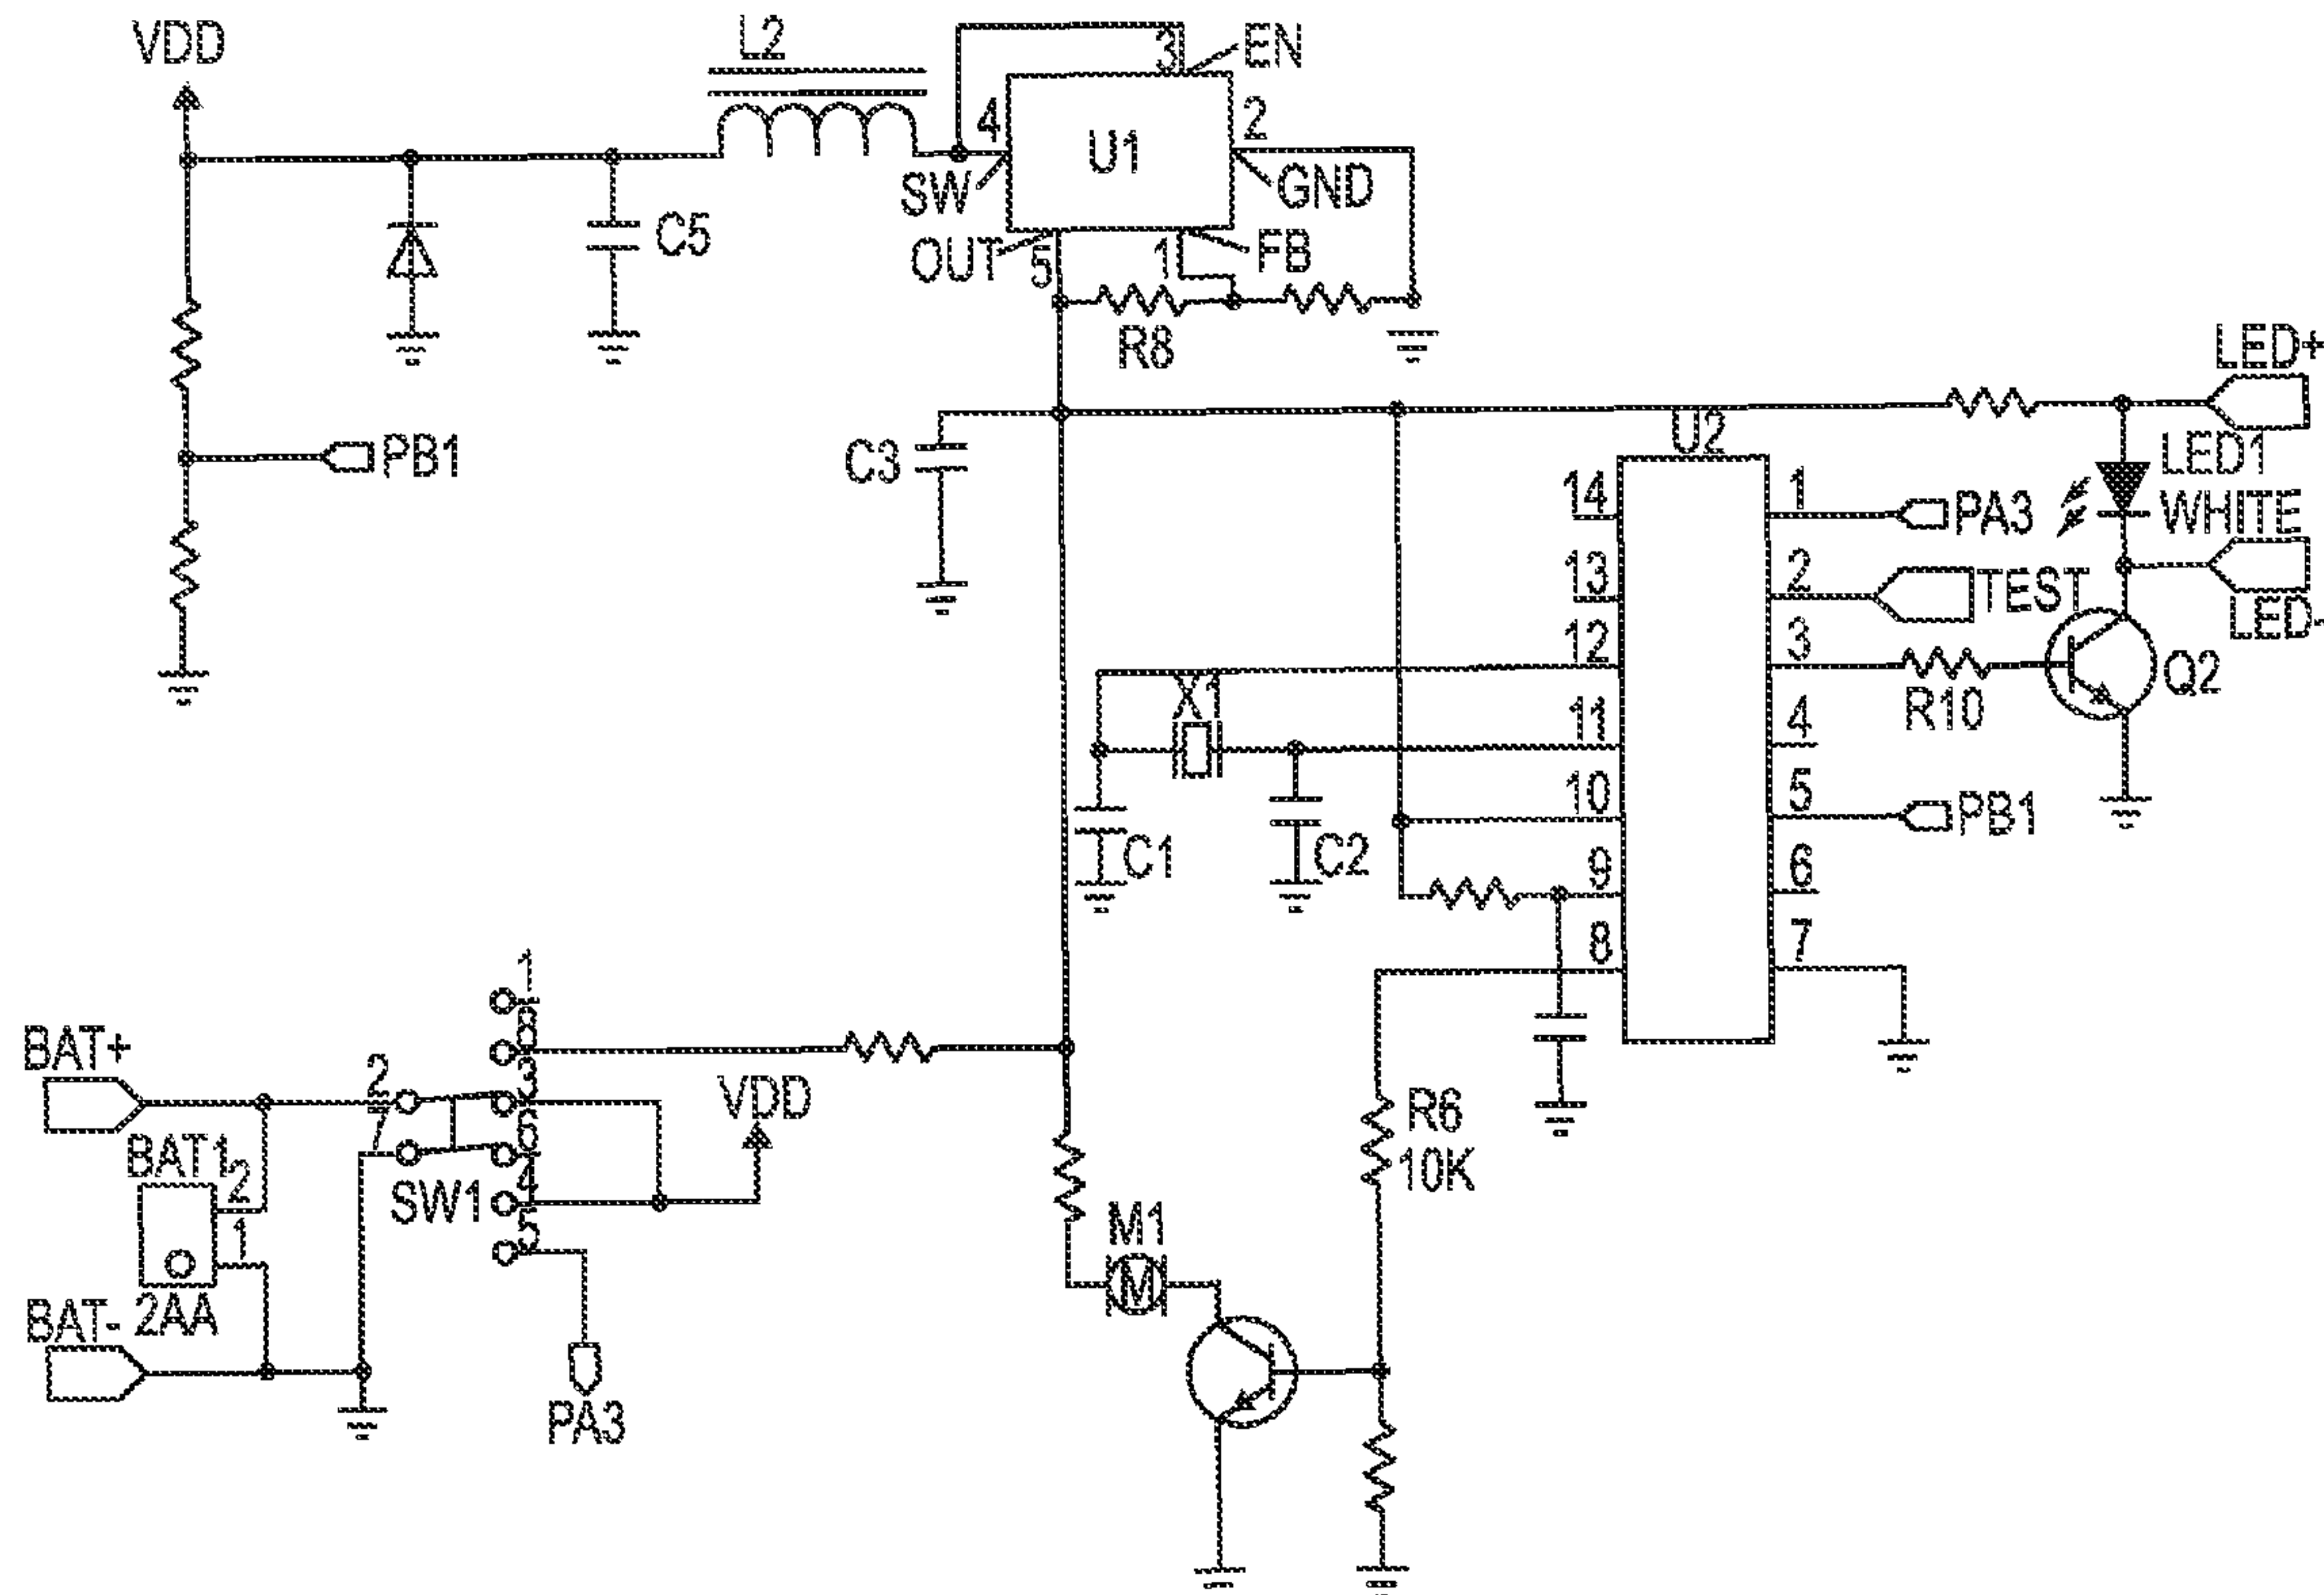 VDD
L2
3
EN
4
U1
2
SW
GND
C5
OUT
5
1
FB
R8
LED+
PB1
C3
U2
LED1
WHITE
14
1
PA3
13
2
TEST
LED-
12
3
X1
R10
Q2
11
4
10
5
PB1
C1
C2
9
6
8
7
1
8
BAT+
2
3
VDD
R6
10K
7
6
BAT1
2
SW1
4
1
5
M1
M
BAT-
2AA
PA3